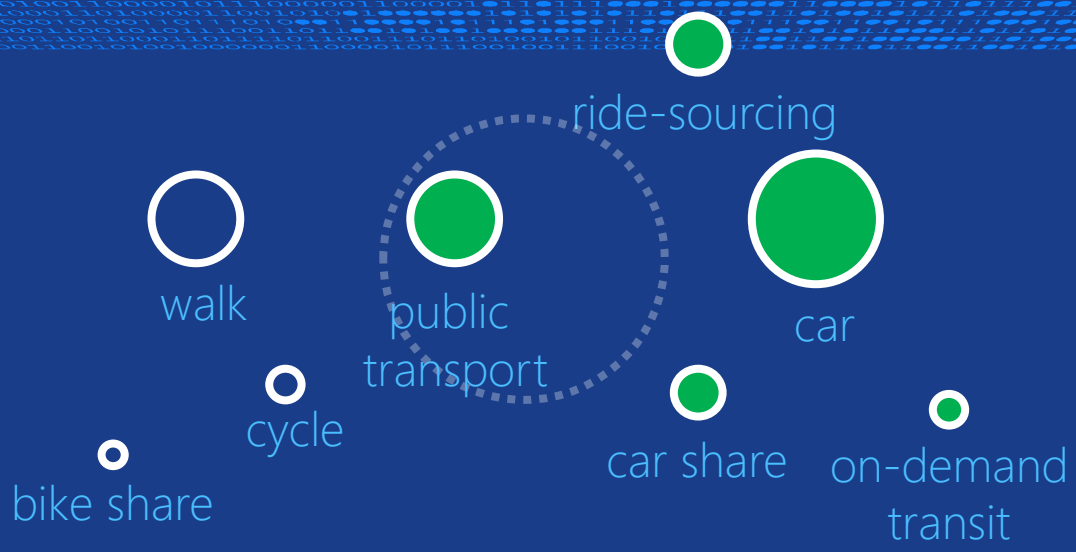 ride-sourcing
walk
public
transport
car
cycle
car share
on-demand
transit
bike share